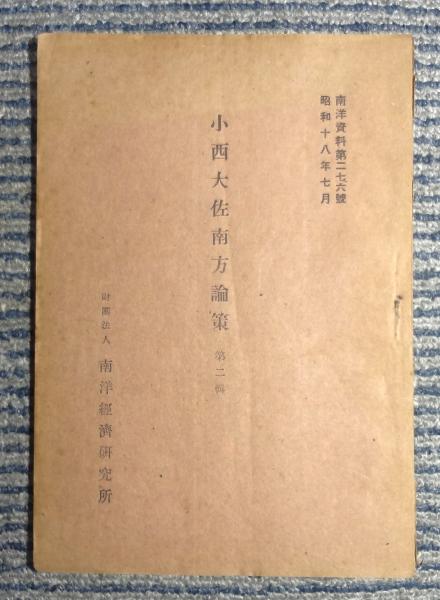 南洋資料第二七六號
昭和十八年七月
小西大佐南方論策 第二輯
財團法人 南洋經濟硏究所